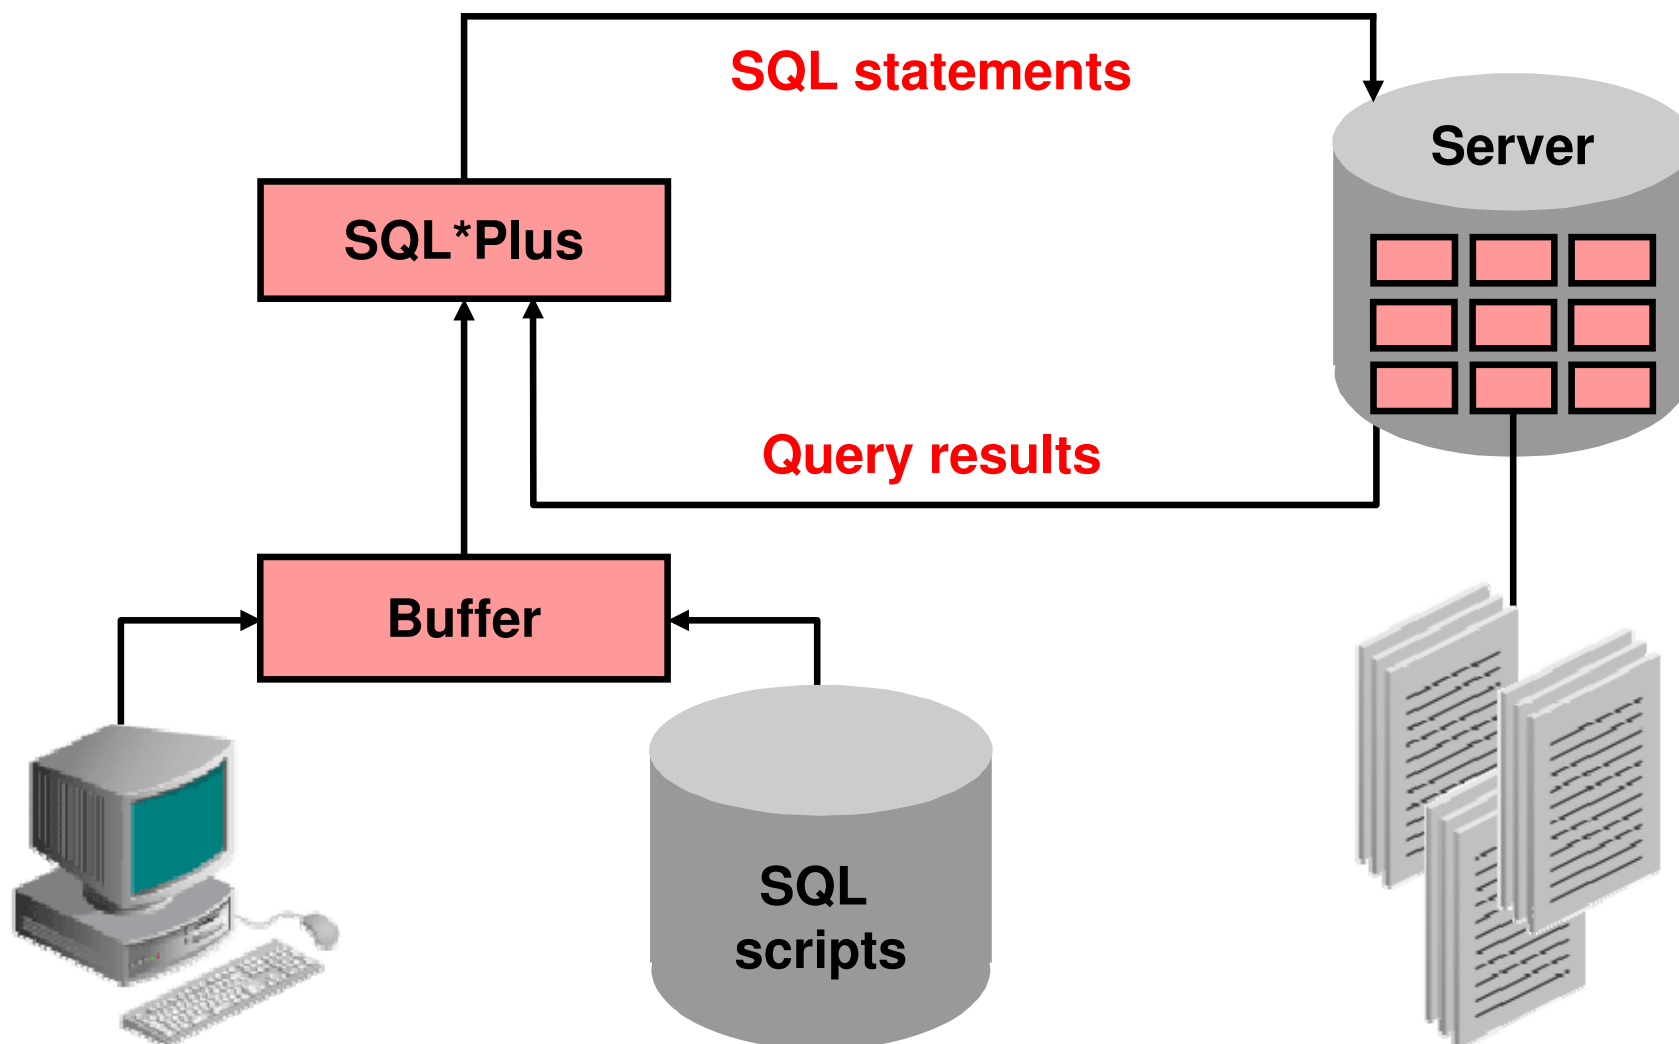 SQL statements
Server
SQL*Plus
Query results
Buffer
SQL
scripts